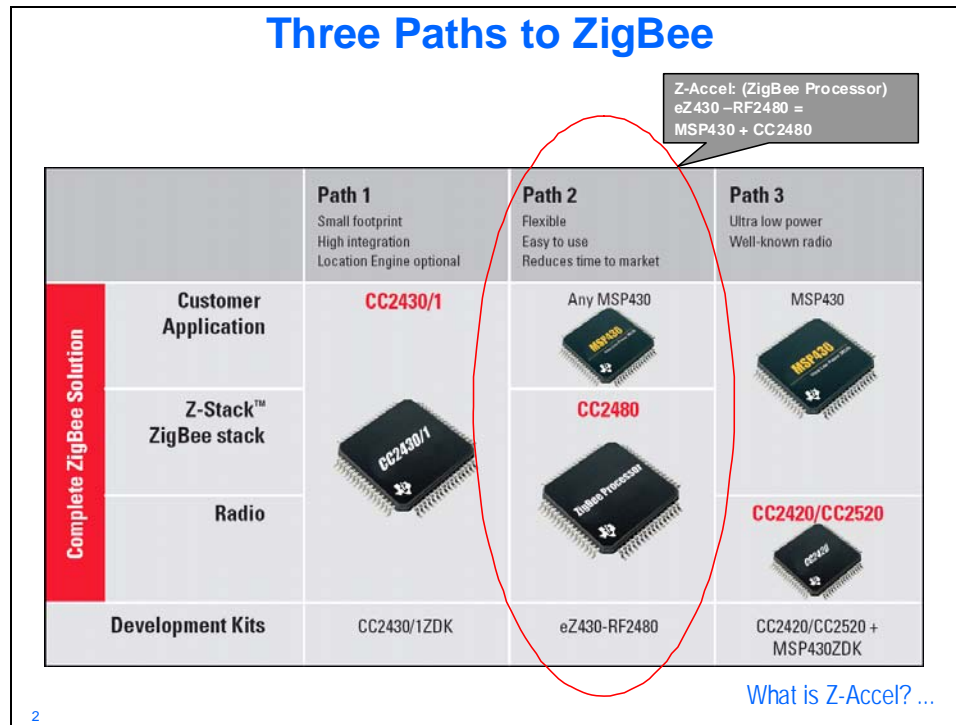 Three Paths to ZigBee
Z-Accel: (ZigBee Processor)
eZ430 –RF2480 =
MSP430 + CC2480
Path 1
Small footprint
High integration
Location Engine optional
Path 2
Flexible
Easy to use
Reduces time to market
Path 3
Ultra low power
Well-known radio
Complete ZigBee Solution
Customer
Application
CC2430/1
Any MSP430
MSP430
MSP430
MSP430
Z-Stack™
ZigBee stack
CC2430/1
CC2480
ZigBee Processor
Radio
CC2420/CC2520
CC2420
Development Kits
CC2430/1ZDK
eZ430-RF2480
CC2420/CC2520 +
MSP430ZDK
What is Z-Accel? ...
2